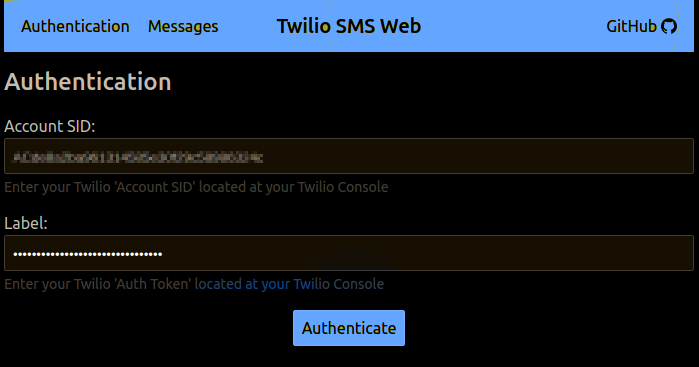 Authentication Messages Twilio SMS Web GitHub
Authentication
Account SID:
Enter your Twilio 'Account SID' located at your Twilio Console
Label:
••••••••••••••••••••••••••••••••
Enter your Twilio 'Auth Token' located at your Twilio Console
Authenticate